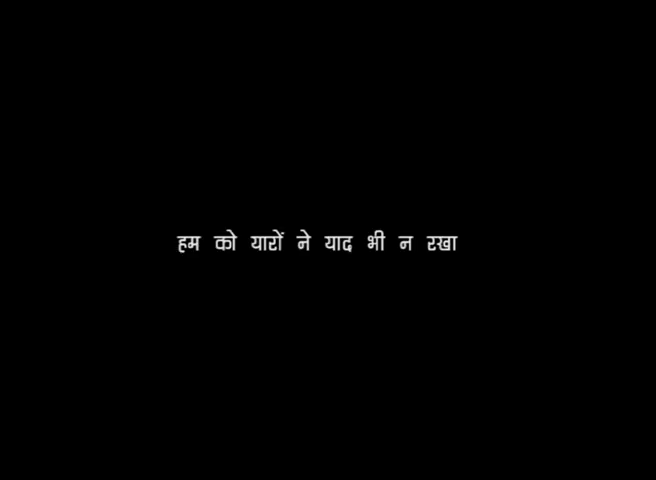 हम को यारों ने याद भी न रखा